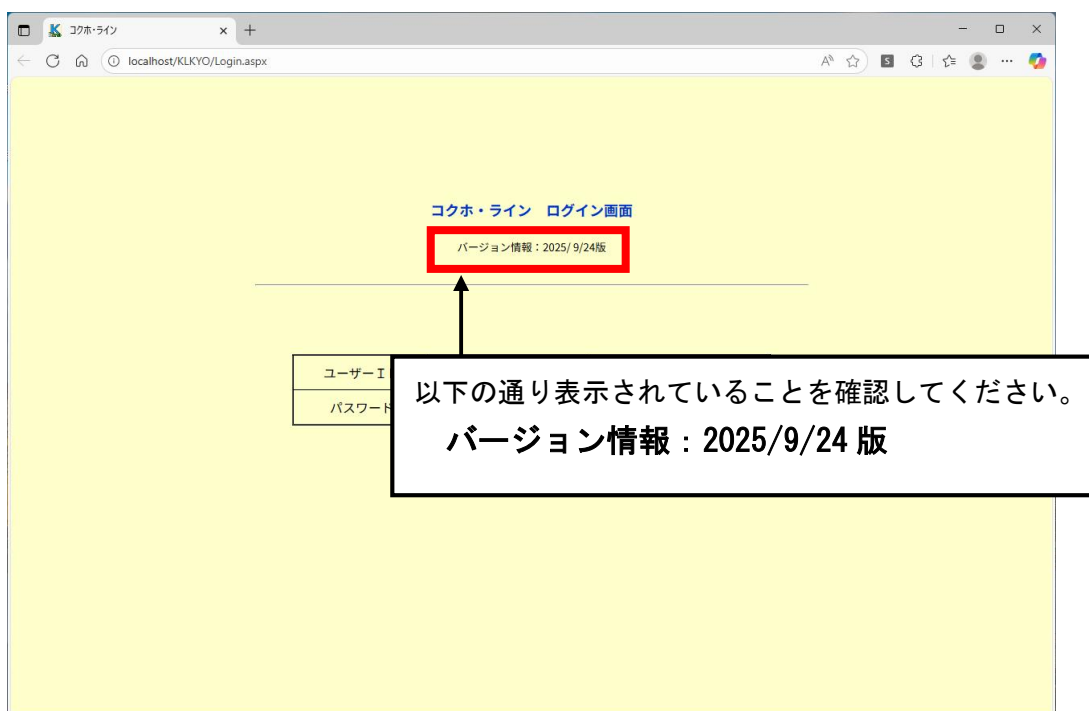 コクホ・ライン
localhost/KLKYO/Login.aspx
コクホ・ライン　ログイン画面
バージョン情報：2025/ 9/24版
ユーザーＩ
パスワード
以下の通り表示されていることを確認してください。
バージョン情報：2025/9/24 版